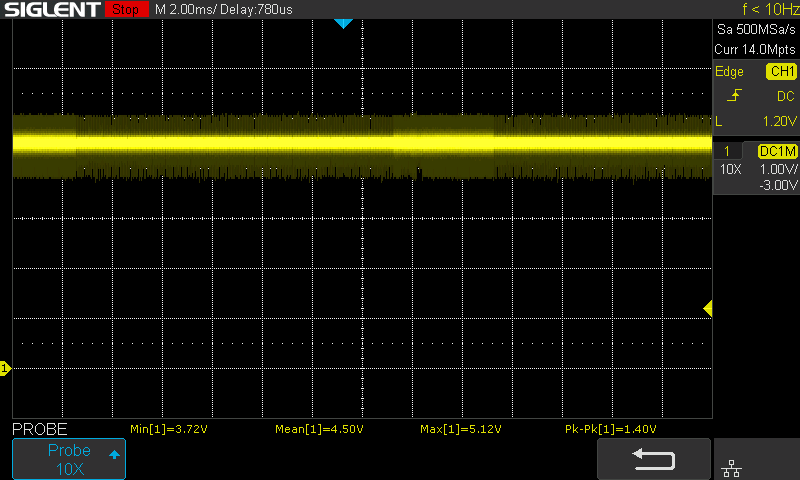 SIGLENT Stop M 2.00ms/ Delay:780us f < 10Hz
Sa 500MSa/s
Curr 14.0Mpts
Edge CH1
DC
L 1.20V
1 DC1M
10X 1.00V/
-3.00V
1
PROBE Min[1]=3.72V Mean[1]=4.50V Max[1]=5.12V Pk-Pk[1]=1.40V
Probe
10X